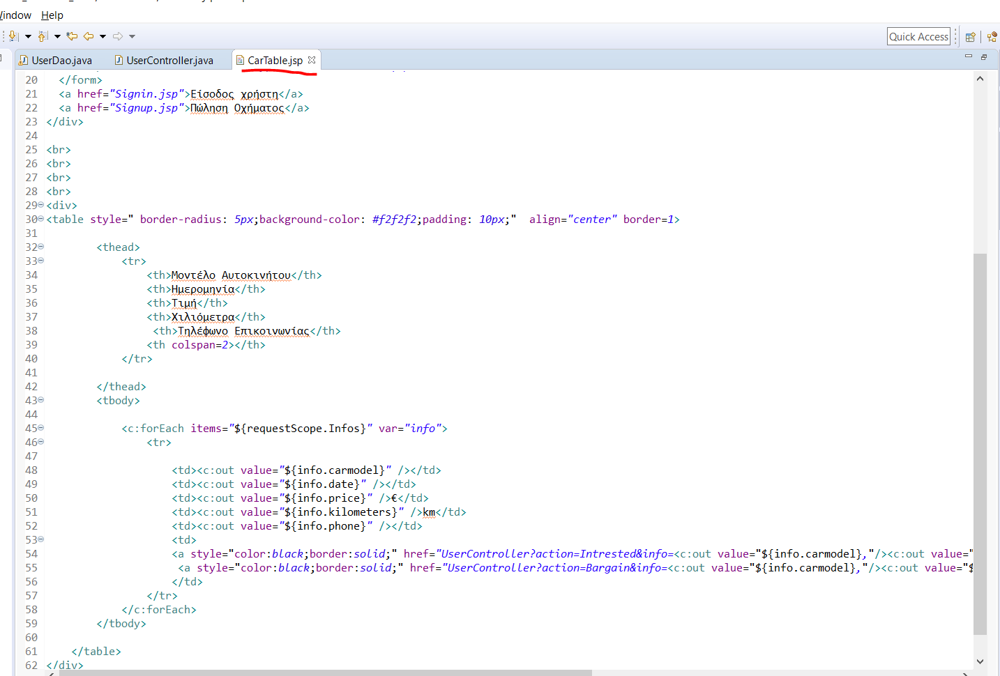 Window Help
Quick Access
UserDao.java UserController.java CarTable.jsp
20 </form>
21 <a href="Signin.jsp">Είσοδος χρήστη</a>
22 <a href="Signup.jsp">Πώληση Οχήματος</a>
23 </div>
24
25 <br>
26 <br>
27 <br>
28 <br>
29 <div>
30 <table style=" border-radius: 5px;background-color: #f2f2f2;padding: 10px;"  align="center" border=1>
31
32 <thead>
33 <tr>
34 <th>Μοντέλο Αυτοκινήτου</th>
35 <th>Ημερομηνία</th>
36 <th>Τιμή</th>
37 <th>Χιλιόμετρα</th>
38 <th>Τηλέφωνο Επικοινωνίας</th>
39 <th colspan=2></th>
40 </tr>
41
42 </thead>
43 <tbody>
44
45 <c:forEach items="${requestScope.Infos}" var="info">
46 <tr>
47
48 <td><c:out value="${info.carmodel}" /></td>
49 <td><c:out value="${info.date}" /></td>
50 <td><c:out value="${info.price}" />€</td>
51 <td><c:out value="${info.kilometers}" />km</td>
52 <td><c:out value="${info.phone}" /></td>
53 <td>
54 <a style="color:black;border:solid;" href="UserController?action=Intrested&info=<c:out value="${info.carmodel},"/><c:out value="
55 <a style="color:black;border:solid;" href="UserController?action=Bargain&info=<c:out value="${info.carmodel},"/><c:out value="$
56 </td>
57 </tr>
58 </c:forEach>
59 </tbody>
60
61 </table>
62 </div>